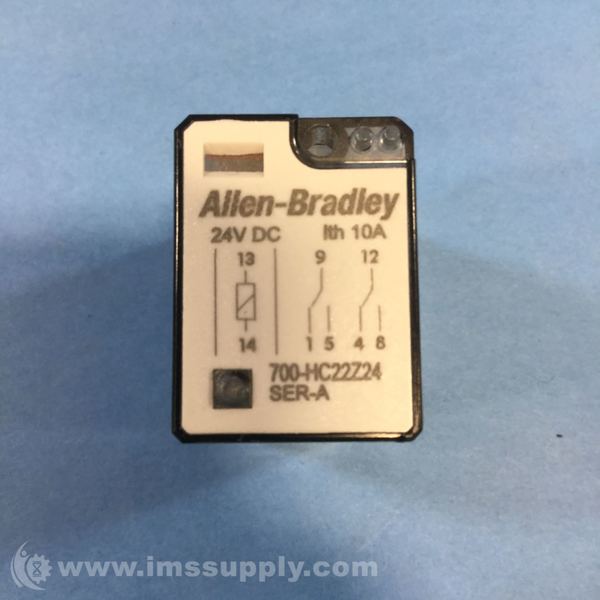 Allen-Bradley
24V DC Ith 10A
13 9 12
14 1 5 4 8
700-HC22Z24
SER-A
www.imssupply.com